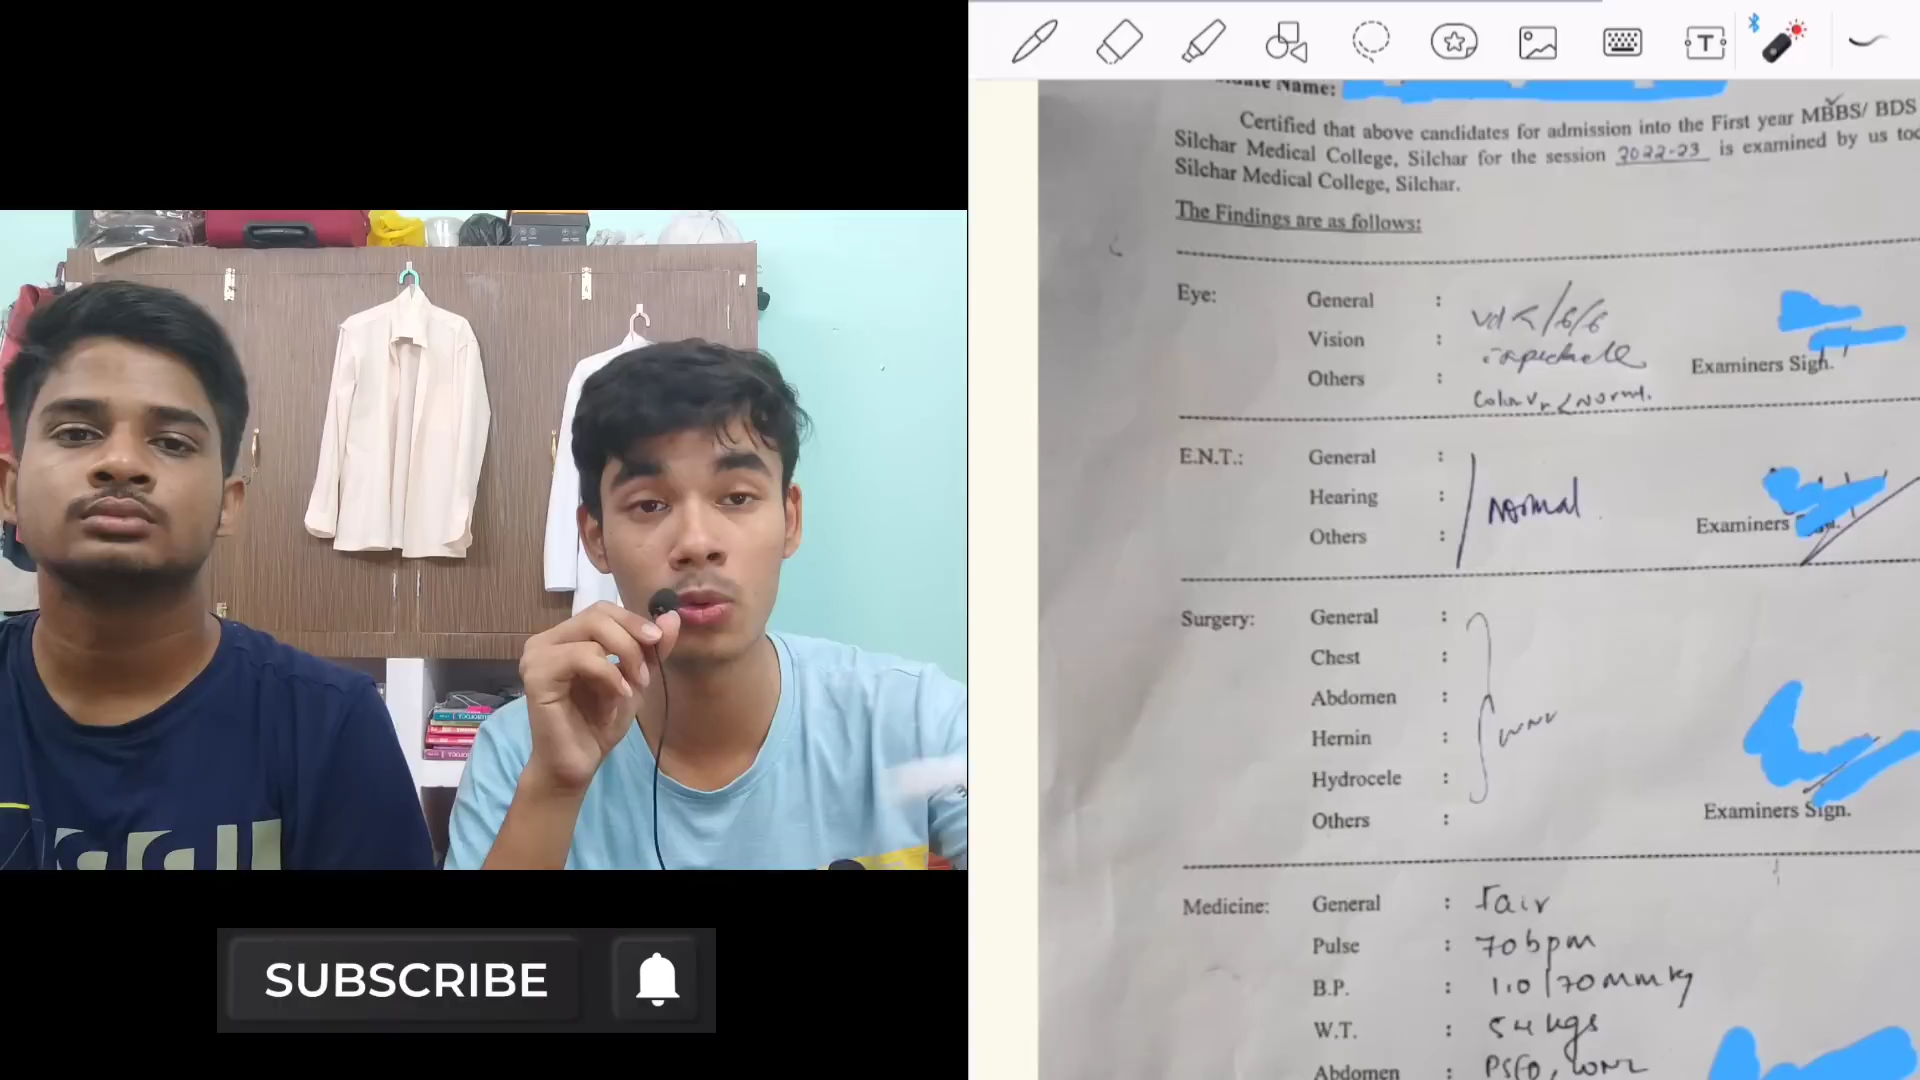 Name:
Certified that above candidates for admission into the First year MBBS/ BDS
Silchar Medical College, Silchar for the session 2022-23 is examined by us
Silchar Medical College, Silchar.
The Findings are as follows:
Eye: General :
Vision : 6/6
Others :
Examiners Sign.
E.N.T.: General :
Hearing : Normal
Others :
Examiners
Surgery: General :
Chest :
Abdomen :
Hernin : WNL
Hydrocele :
Others :
Examiners Sign.
Medicine: General : Fair
Pulse : 70bpm
B.P. : 110/70mmHg
W.T. : 54 kgs
Abdomen :
SUBSCRIBE
T